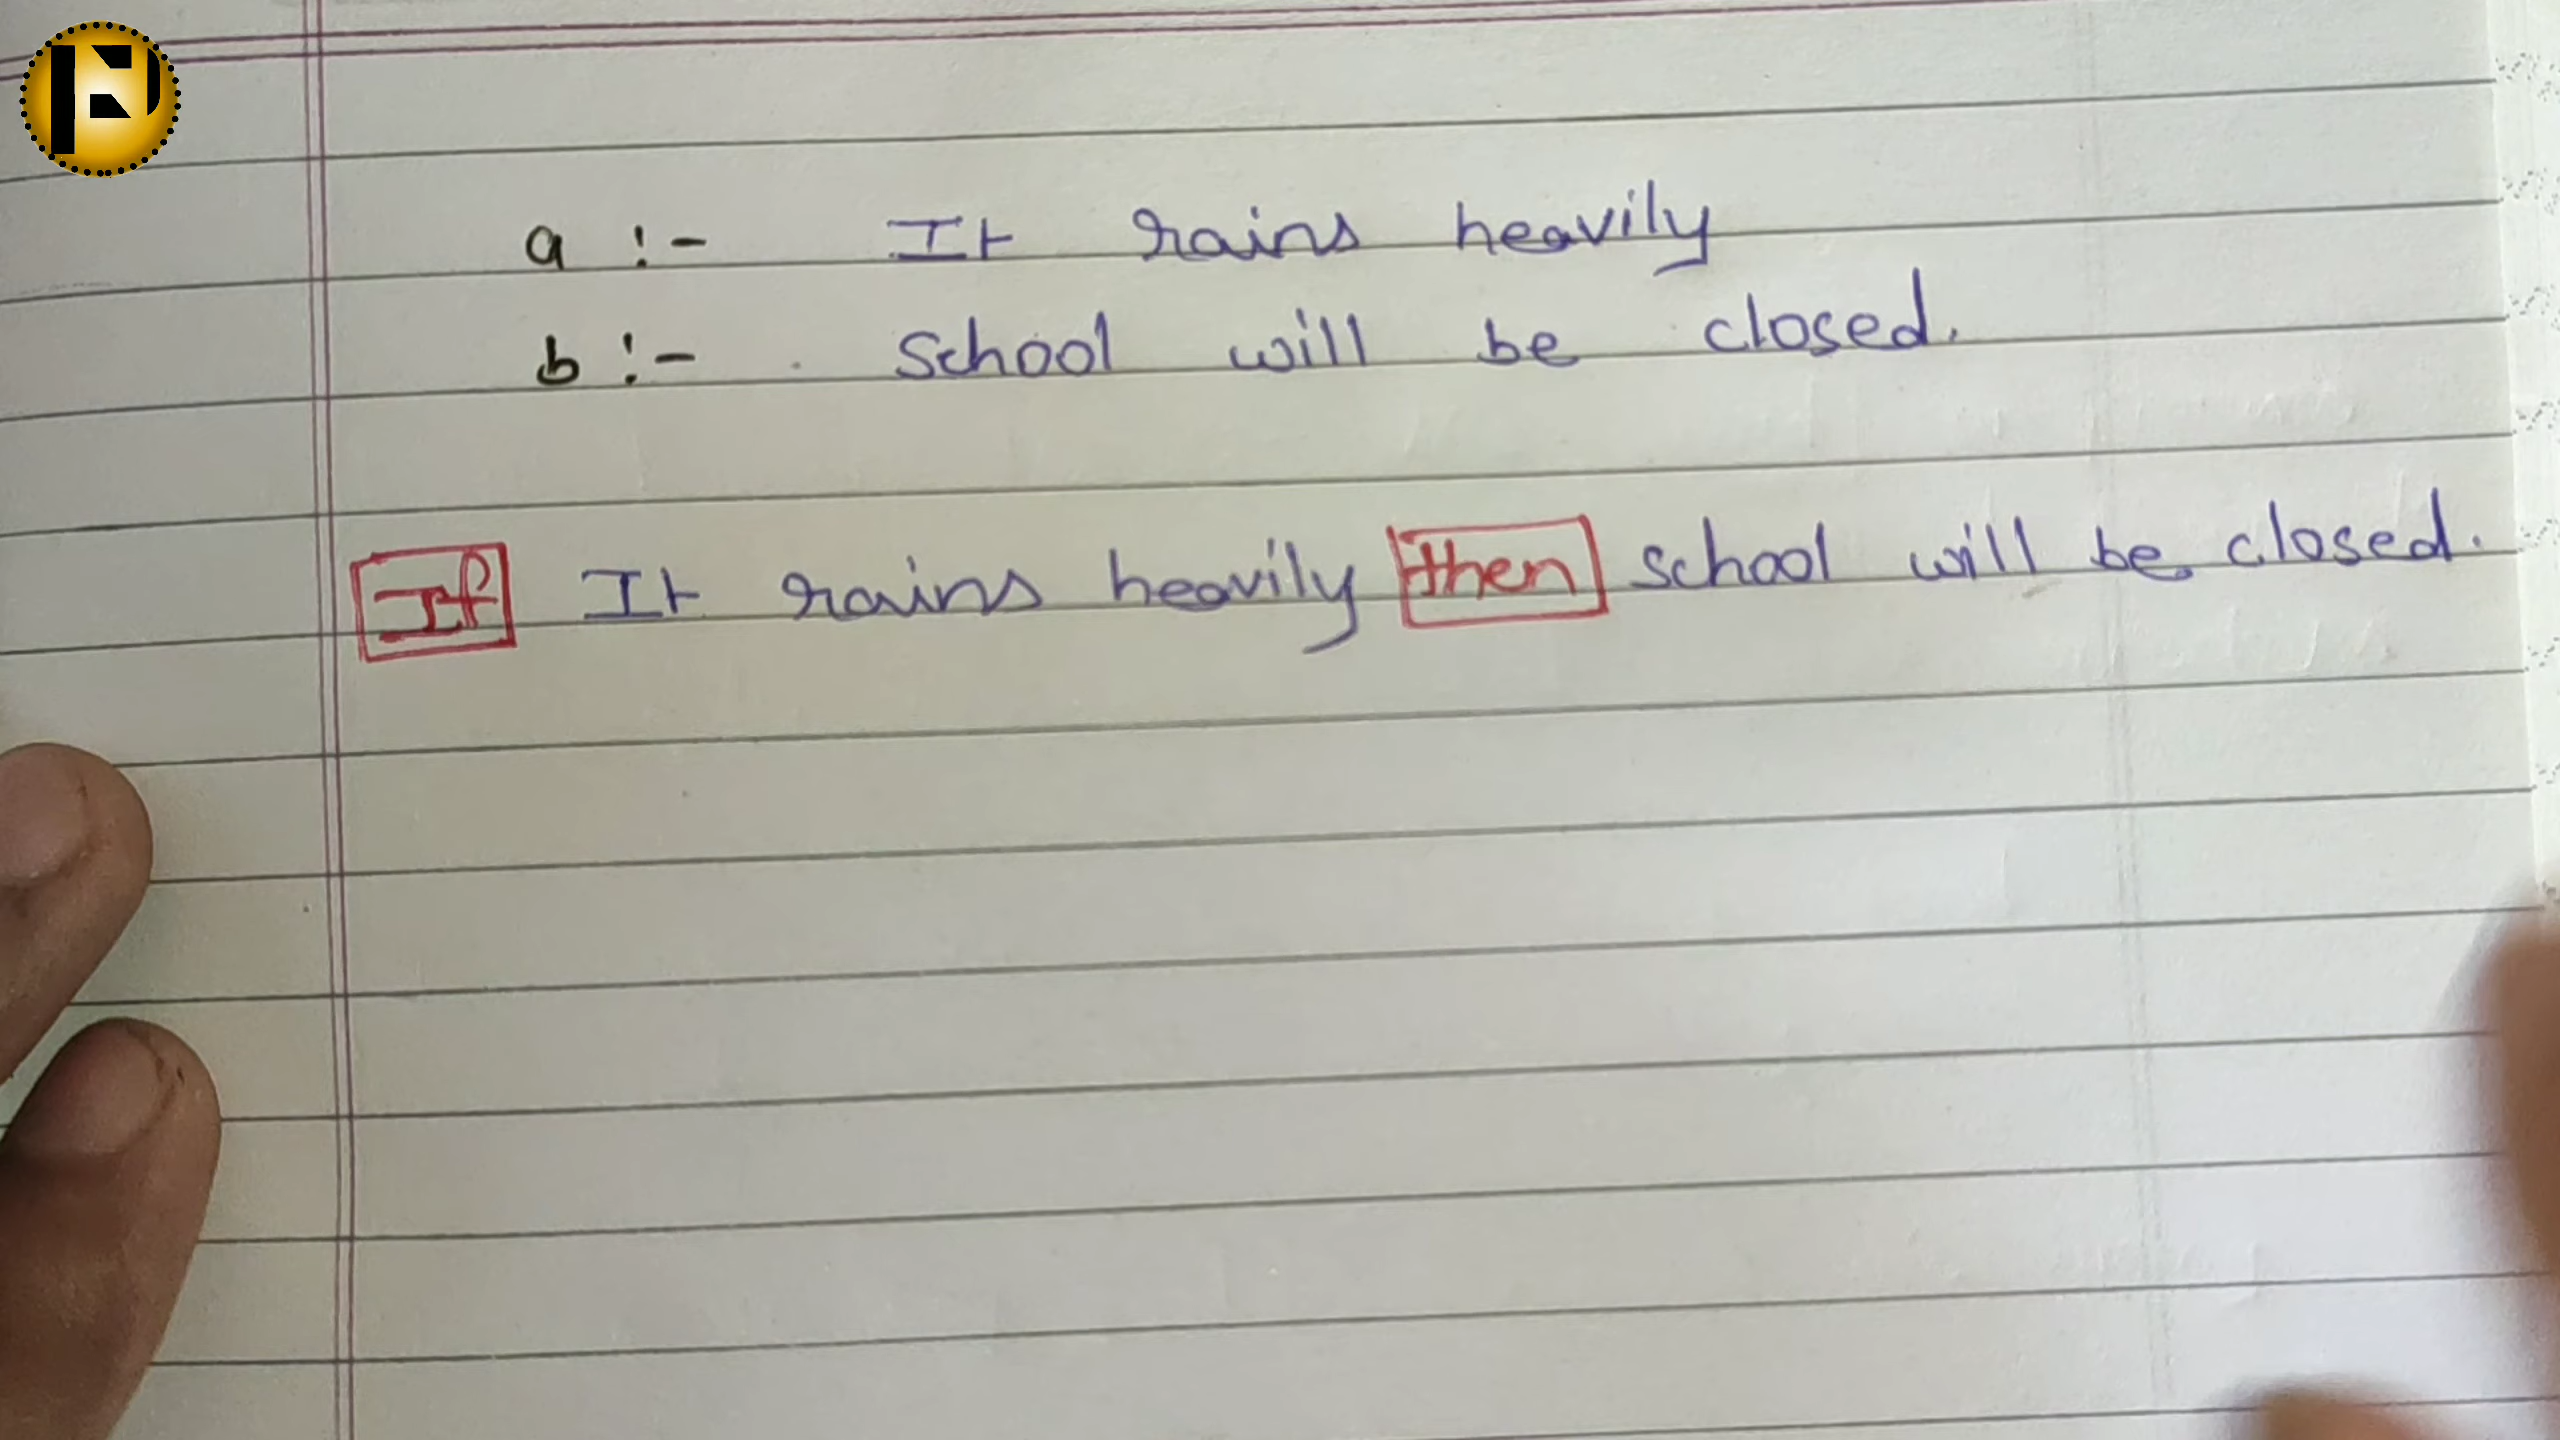 a :- It rains heavily
b :- School will be closed.
If It rains heavily then school will be closed.